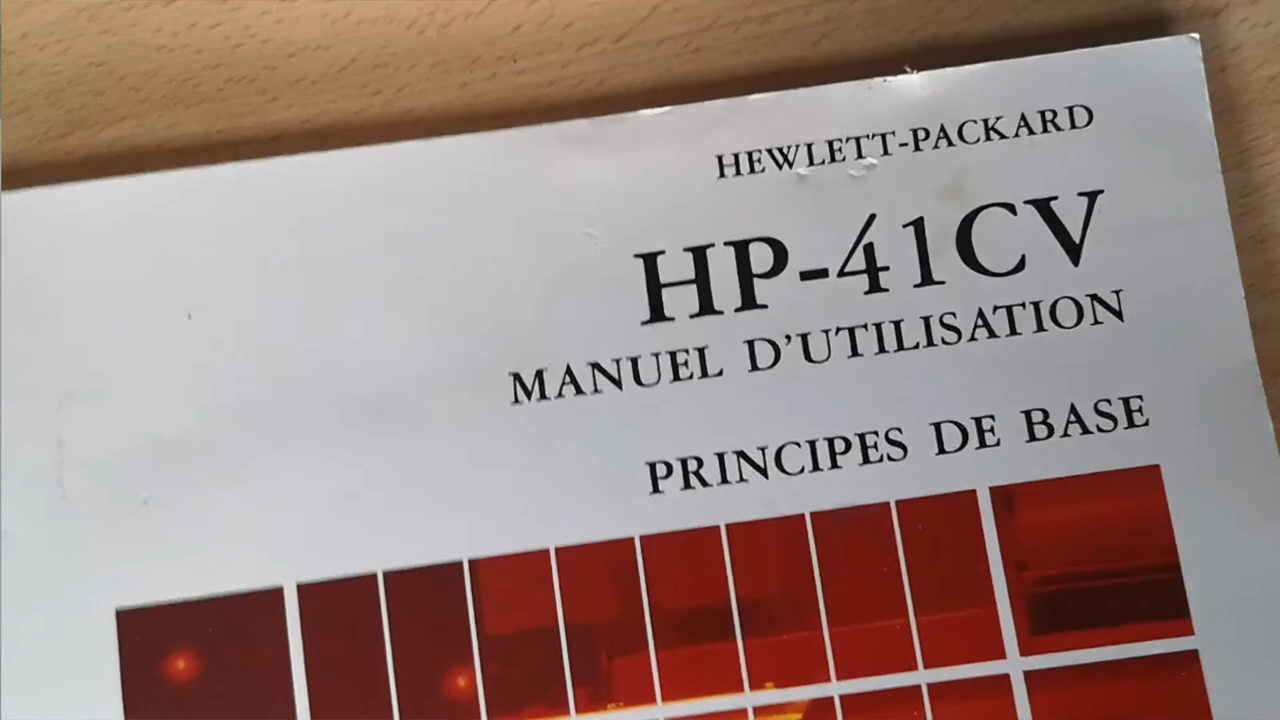 HEWLETT-PACKARD
HP-41CV
MANUEL D'UTILISATION
PRINCIPES DE BASE